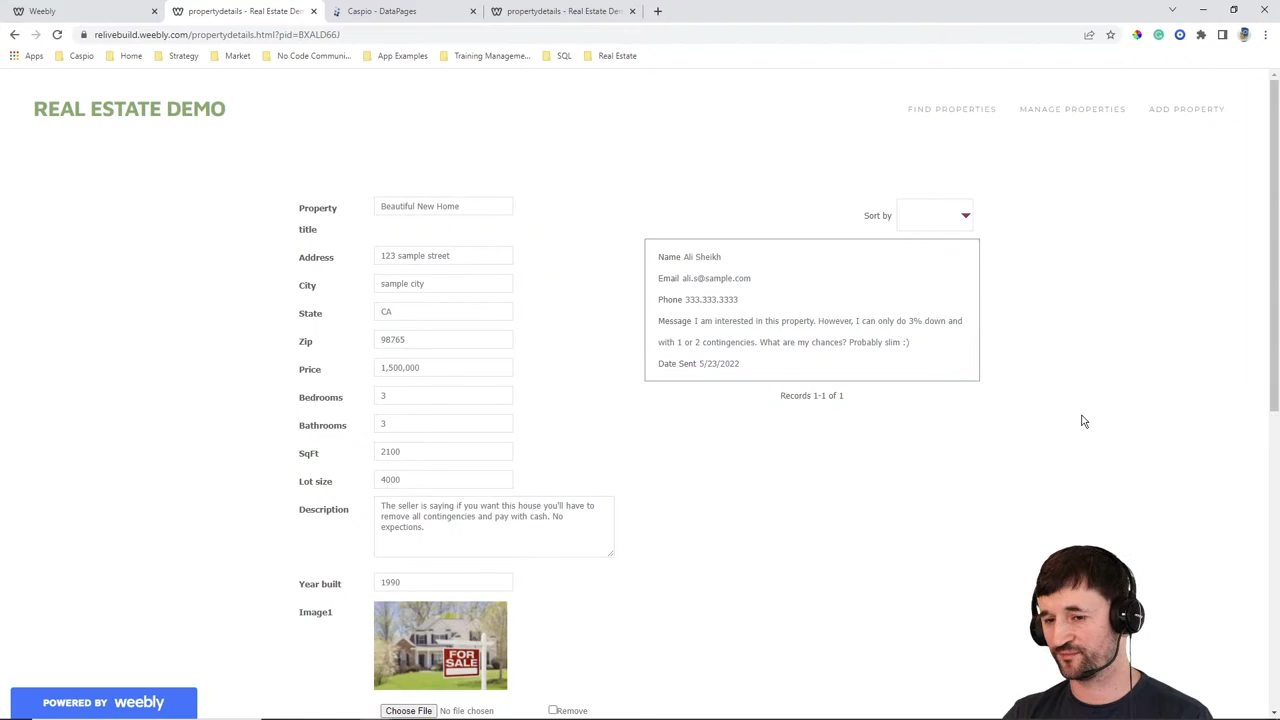 Weebly
propertydetails - Real Estate Dem
Caspio - DataPages
propertydetails - Real Estate Dem
relivebuild.weebly.com/propertydetails.html?pid=BXALD66J
Apps
Caspio
Home
Strategy
Market
No Code Communi...
App Examples
Training Manageme...
SQL
Real Estate
REAL ESTATE DEMO
FIND PROPERTIES
MANAGE PROPERTIES
ADD PROPERTY
Property title
Beautiful New Home
Address
123 sample street
City
sample city
State
CA
Zip
98765
Price
1,500,000
Bedrooms
3
Bathrooms
3
SqFt
2100
Lot size
4000
Description
The seller is saying if you want this house you'll have to
remove all contingencies and pay with cash. No
expections.
Year built
1990
Image1
FOR
SALE
Choose File No file chosen
Remove
Sort by
Name Ali Sheikh
Email ali.s@sample.com
Phone 333.333.3333
Message I am interested in this property. However, I can only do 3% down and
with 1 or 2 contingencies. What are my chances? Probably slim :)
Date Sent 5/23/2022
Records 1-1 of 1
POWERED BY weebly